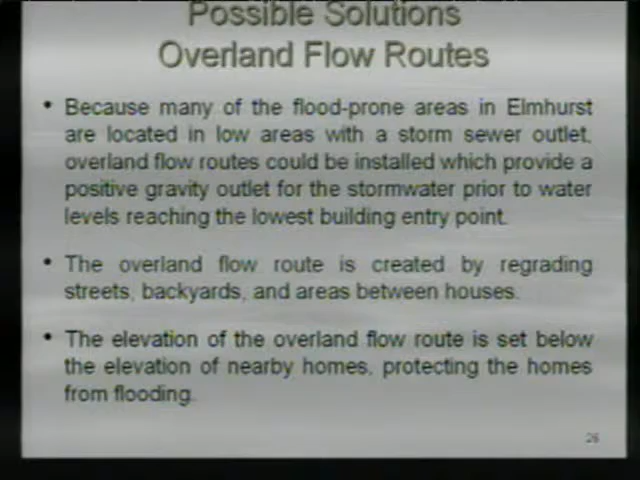 Possible Solutions
Overland Flow Routes
• Because many of the flood-prone areas in Elmhurst
are located in low areas with a storm sewer outlet,
overland flow routes could be installed which provide a
positive gravity outlet for the stormwater prior to water
levels reaching the lowest building entry point.
• The overland flow route is created by regrading
streets, backyards, and areas between houses.
• The elevation of the overland flow route is set below
the elevation of nearby homes, protecting the homes
from flooding.
26